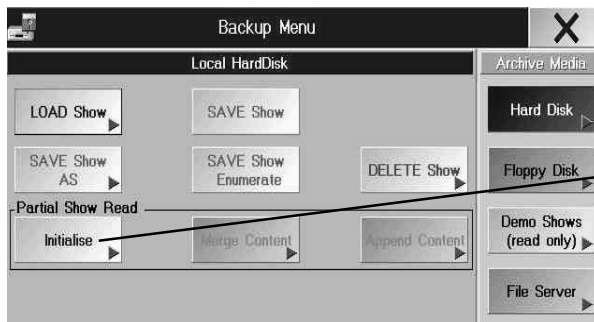 Backup Menu
Local HardDisk
Archive Media
LOAD Show
SAVE Show
Hard Disk
SAVE Show
AS
SAVE Show
Enumerate
DELETE Show
Floppy Disk
Partial Show Read
Initialise
Merge Content
Append Content
Demo Shows
(read only)
File Server